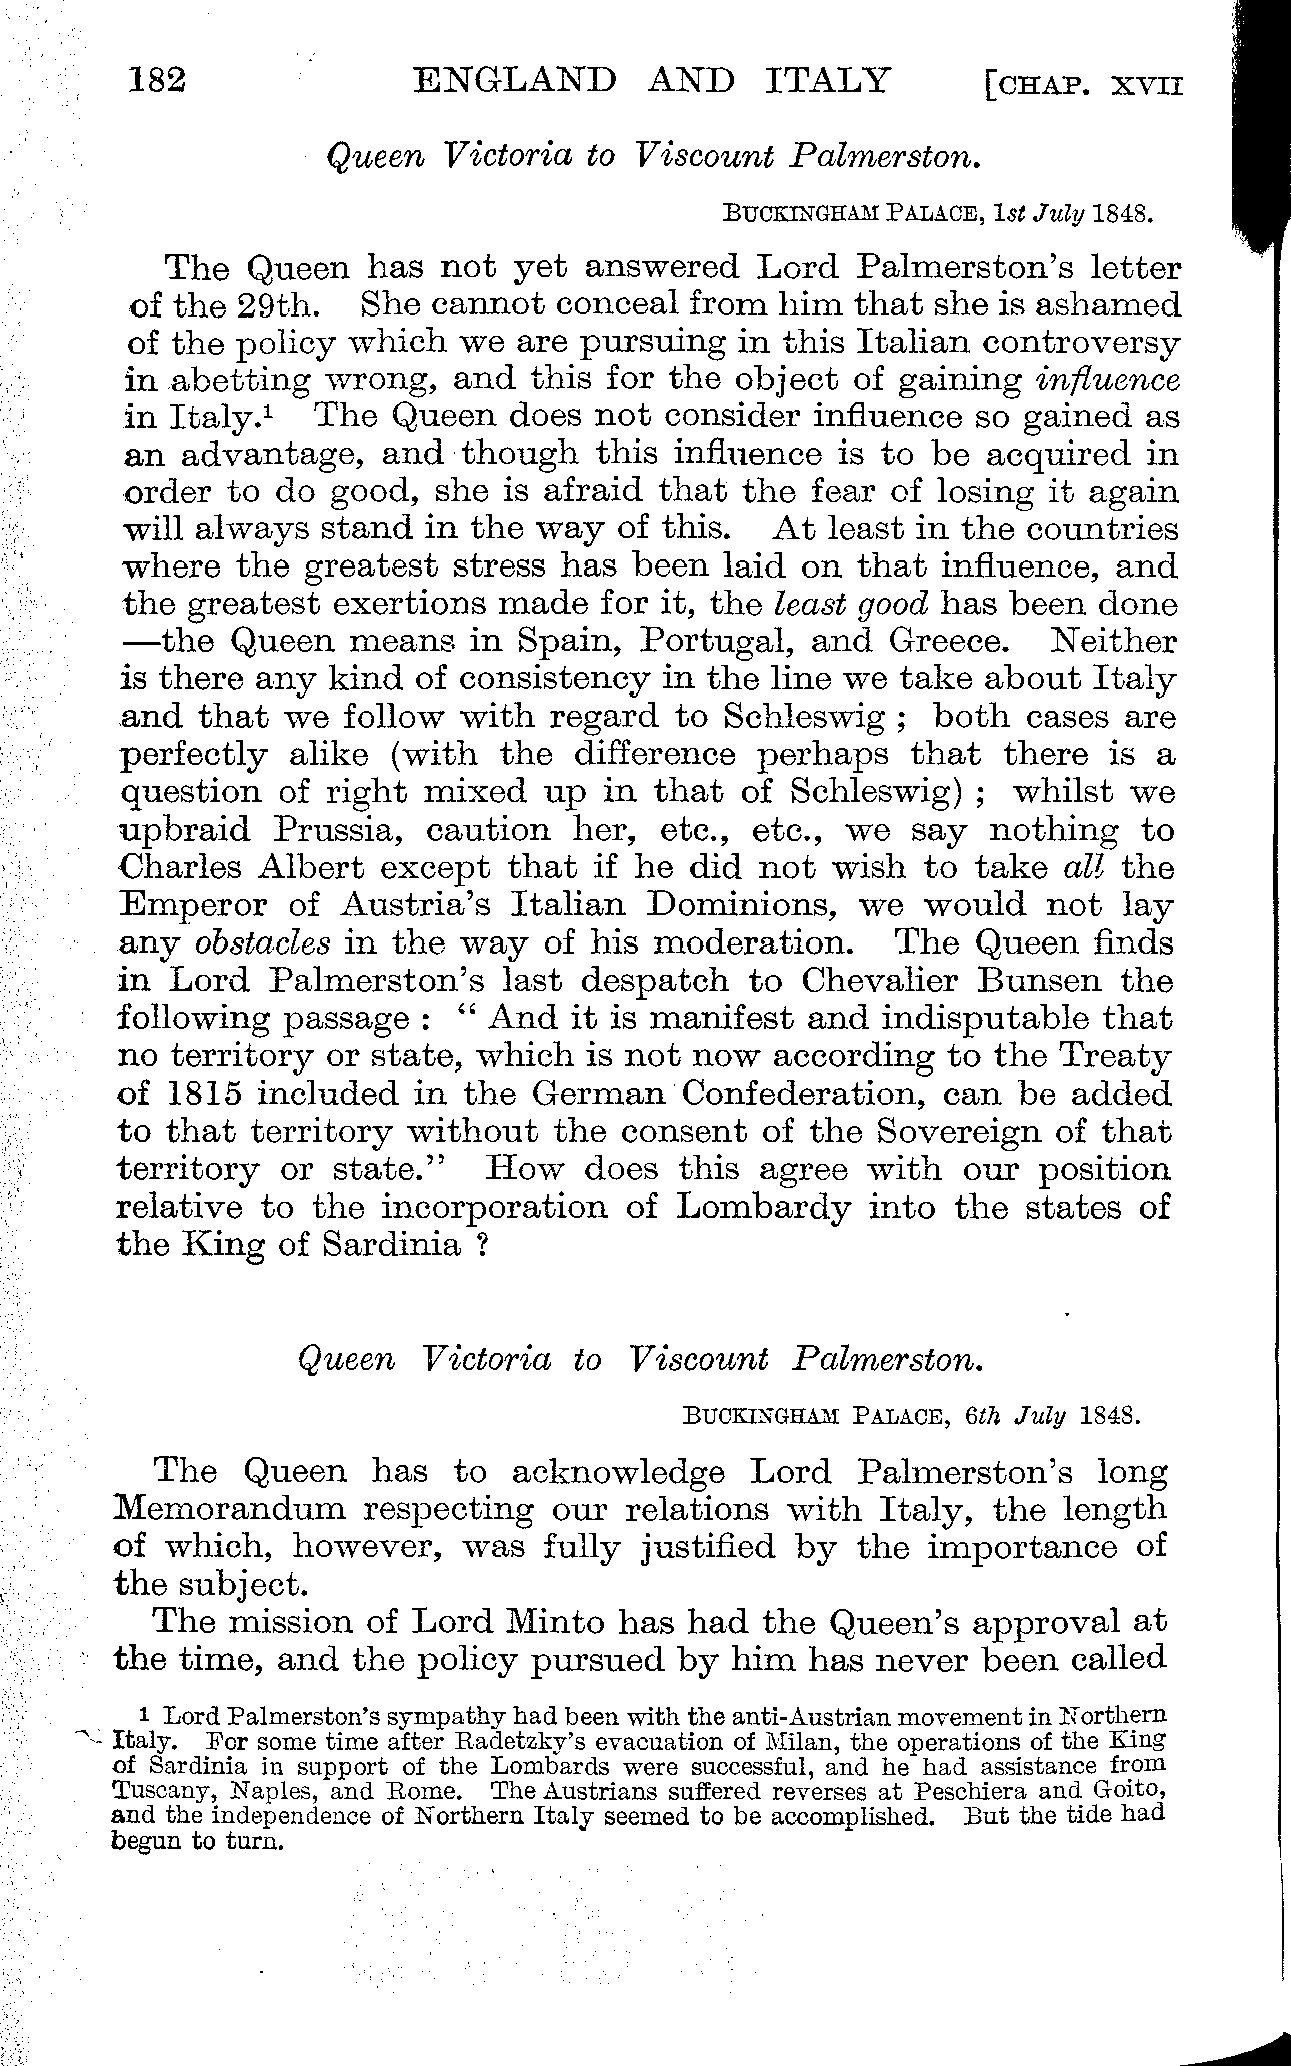 182 ENGLAND AND ITALY [CHAP. XVII
Queen Victoria to Viscount Palmerston.
BUCKINGHAM PALACE, 1st July 1848.
The Queen has not yet answered Lord Palmerston's letter
of the 29th. She cannot conceal from him that she is ashamed
of the policy which we are pursuing in this Italian controversy
in abetting wrong, and this for the object of gaining influence
in Italy.¹ The Queen does not consider influence so gained as
an advantage, and though this influence is to be acquired in
order to do good, she is afraid that the fear of losing it again
will always stand in the way of this. At least in the countries
where the greatest stress has been laid on that influence, and
the greatest exertions made for it, the least good has been done
—the Queen means in Spain, Portugal, and Greece. Neither
is there any kind of consistency in the line we take about Italy
and that we follow with regard to Schleswig ; both cases are
perfectly alike (with the difference perhaps that there is a
question of right mixed up in that of Schleswig) ; whilst we
upbraid Prussia, caution her, etc., etc., we say nothing to
Charles Albert except that if he did not wish to take all the
Emperor of Austria's Italian Dominions, we would not lay
any obstacles in the way of his moderation. The Queen finds
in Lord Palmerston's last despatch to Chevalier Bunsen the
following passage : " And it is manifest and indisputable that
no territory or state, which is not now according to the Treaty
of 1815 included in the German Confederation, can be added
to that territory without the consent of the Sovereign of that
territory or state." How does this agree with our position
relative to the incorporation of Lombardy into the states of
the King of Sardinia ?
Queen Victoria to Viscount Palmerston.
BUCKINGHAM PALACE, 6th July 1848.
The Queen has to acknowledge Lord Palmerston's long
Memorandum respecting our relations with Italy, the length
of which, however, was fully justified by the importance of
the subject.
The mission of Lord Minto has had the Queen's approval at
the time, and the policy pursued by him has never been called
1 Lord Palmerston's sympathy had been with the anti-Austrian movement in Northern
Italy. For some time after Radetzky's evacuation of Milan, the operations of the King
of Sardinia in support of the Lombards were successful, and he had assistance from
Tuscany, Naples, and Rome. The Austrians suffered reverses at Peschiera and Goito,
and the independence of Northern Italy seemed to be accomplished. But the tide had
begun to turn.